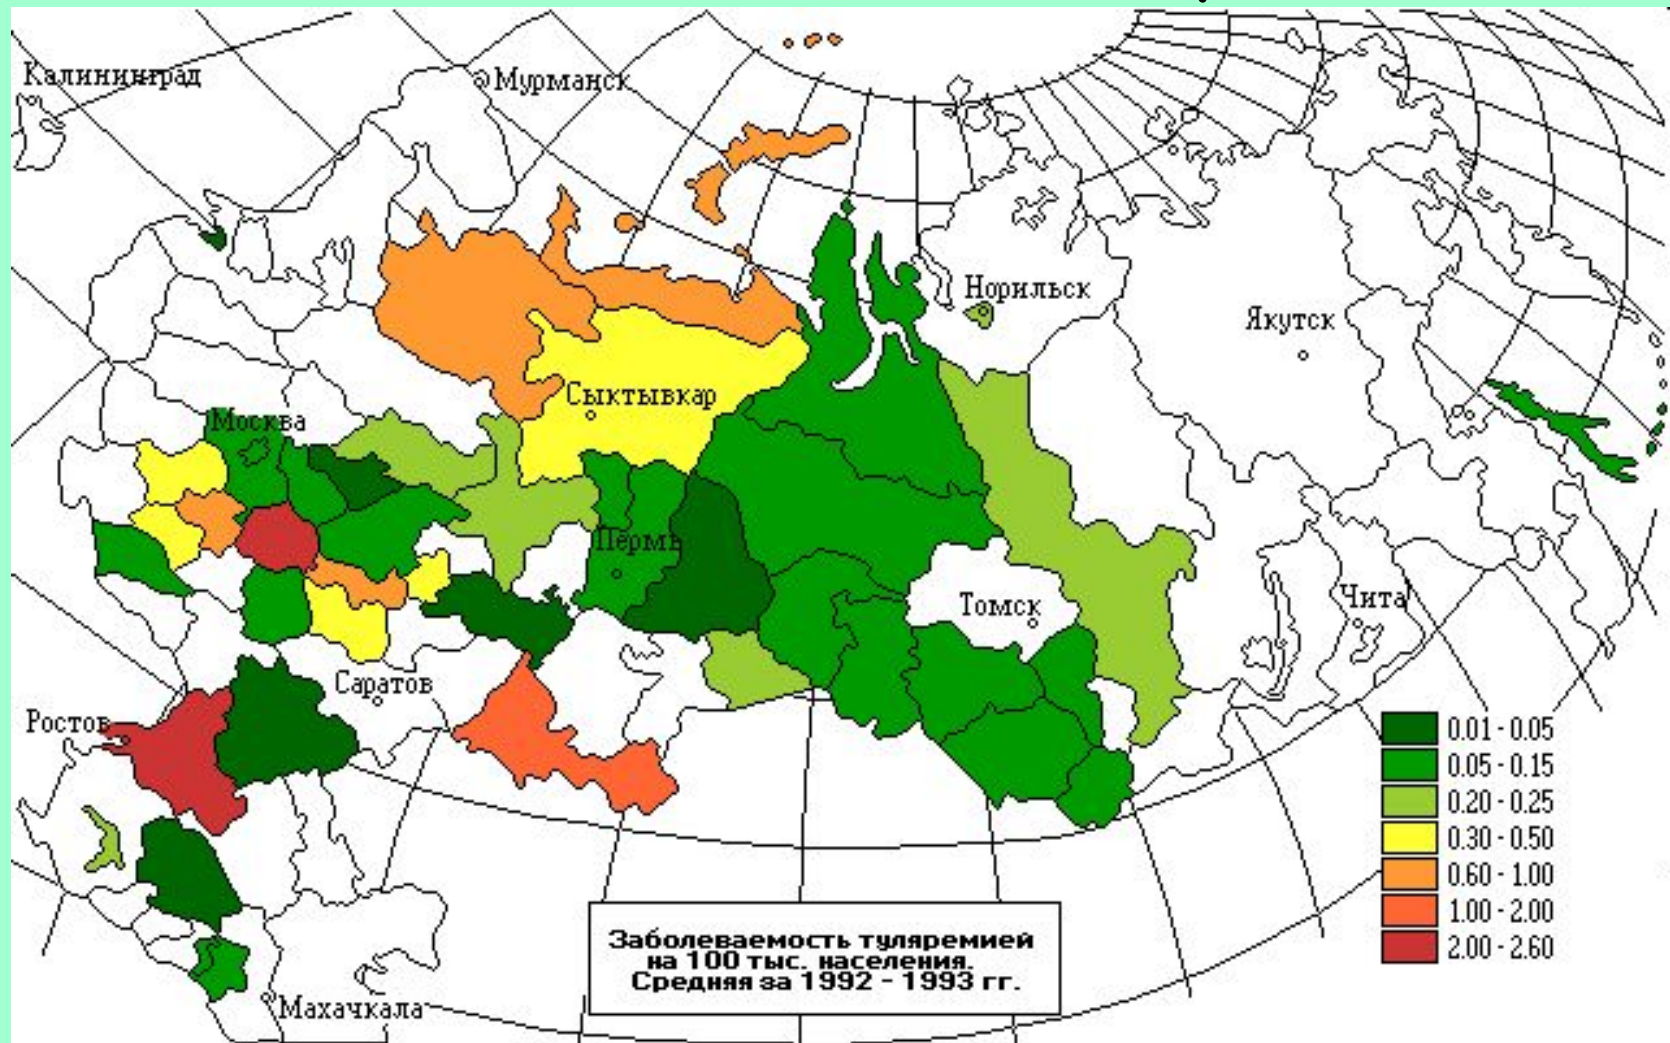 Калининград
Мурманск
Норильск
Якутск
Сыктывкар
Москва
Пермь
Томск
Чита
Саратов
Ростов
0.01 - 0.05
0.05 - 0.15
0.20 - 0.25
0.30 - 0.50
0.60 - 1.00
1.00 - 2.00
2.00 - 2.60
Заболеваемость туляремией
на 100 тыс. населения.
Средняя за 1992 - 1993 гг.
Махачкала